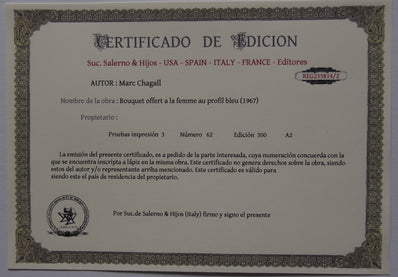 CERTIFICADO DE EDICION
Suc. Salerno & Hijos - USA - SPAIN - ITALY - FRANCE - Editores
REG235814/2
AUTOR : Marc Chagall
Nombre de la obra : Bouquet offert a la femme au profil bleu (1967)
Propietario :
Pruebas impresión 3 Número 62 Edición 300 A2
La emisión del presente certificado, es a pedido de la parte interesada, cuya numeración concuerda con la
que se encuentra inscripta a lápiz en la misma obra. Este certificado no genera derechos sobre la obra, siendo
estos del autor y/o representante arriba mencionado. Este certificado es válido para
siendo este el país de residencia del propietario.
Por Suc.de Salerno & Hijos (Italy) firmo y signo el presente